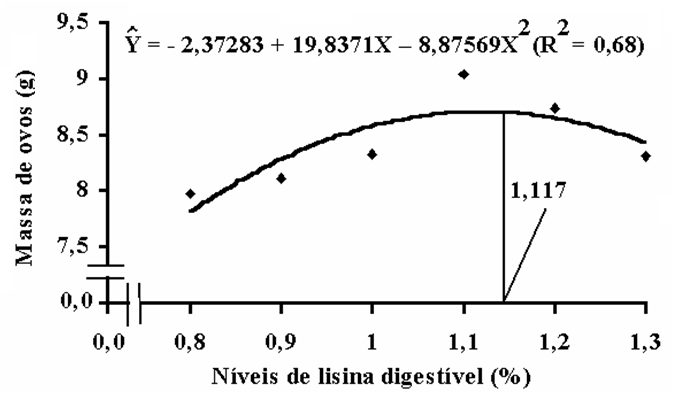 9,5
Ŷ = - 2,37283 + 19,8371X – 8,87569X² (R² = 0,68)
9
8,5
8
7,5
0,0
Massa de ovos (g)
1,117
0,0 0,8 0,9 1 1,1 1,2 1,3
Níveis de lisina digestível (%)